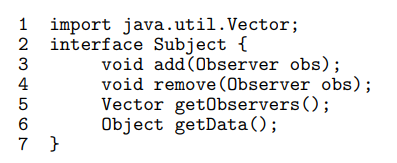 1 import java.util.Vector;
2 interface Subject {
3      void add(Observer obs);
4      void remove(Observer obs);
5      Vector getObservers();
6      Object getData();
7 }